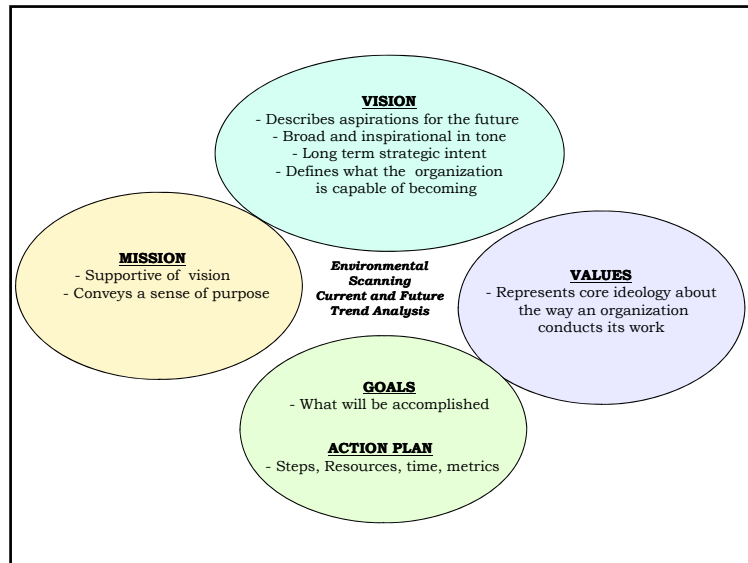 VISION
- Describes aspirations for the future
- Broad and inspirational in tone
- Long term strategic intent
- Defines what the organization
is capable of becoming
MISSION
- Supportive of vision
- Conveys a sense of purpose
Environmental
Scanning
Current and Future
Trend Analysis
VALUES
- Represents core ideology about
the way an organization
conducts its work
GOALS
- What will be accomplished
ACTION PLAN
- Steps, Resources, time, metrics